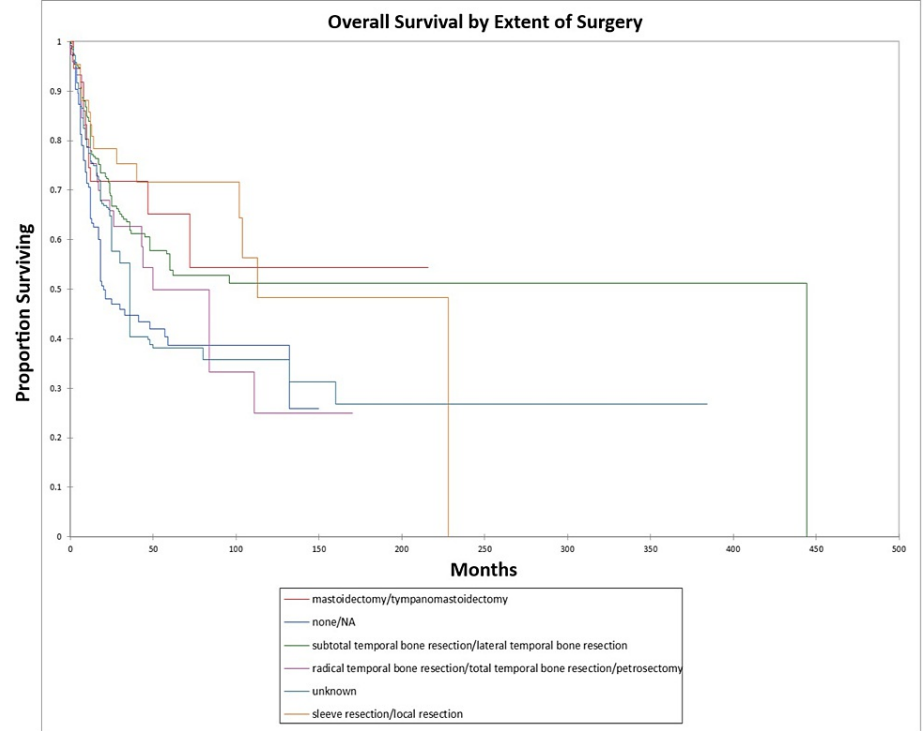 Overall Survival by Extent of Surgery
1
0.9
0.8
0.7
0.6
0.5
0.4
0.3
0.2
0.1
0
Proportion Surviving
0 50 100 150 200 250 300 350 400 450 500
Months
mastoidectomy/tympanomastoidectomy
none/NA
subtotal temporal bone resection/lateral temporal bone resection
radical temporal bone resection/total temporal bone resection/petrosectomy
unknown
sleeve resection/local resection